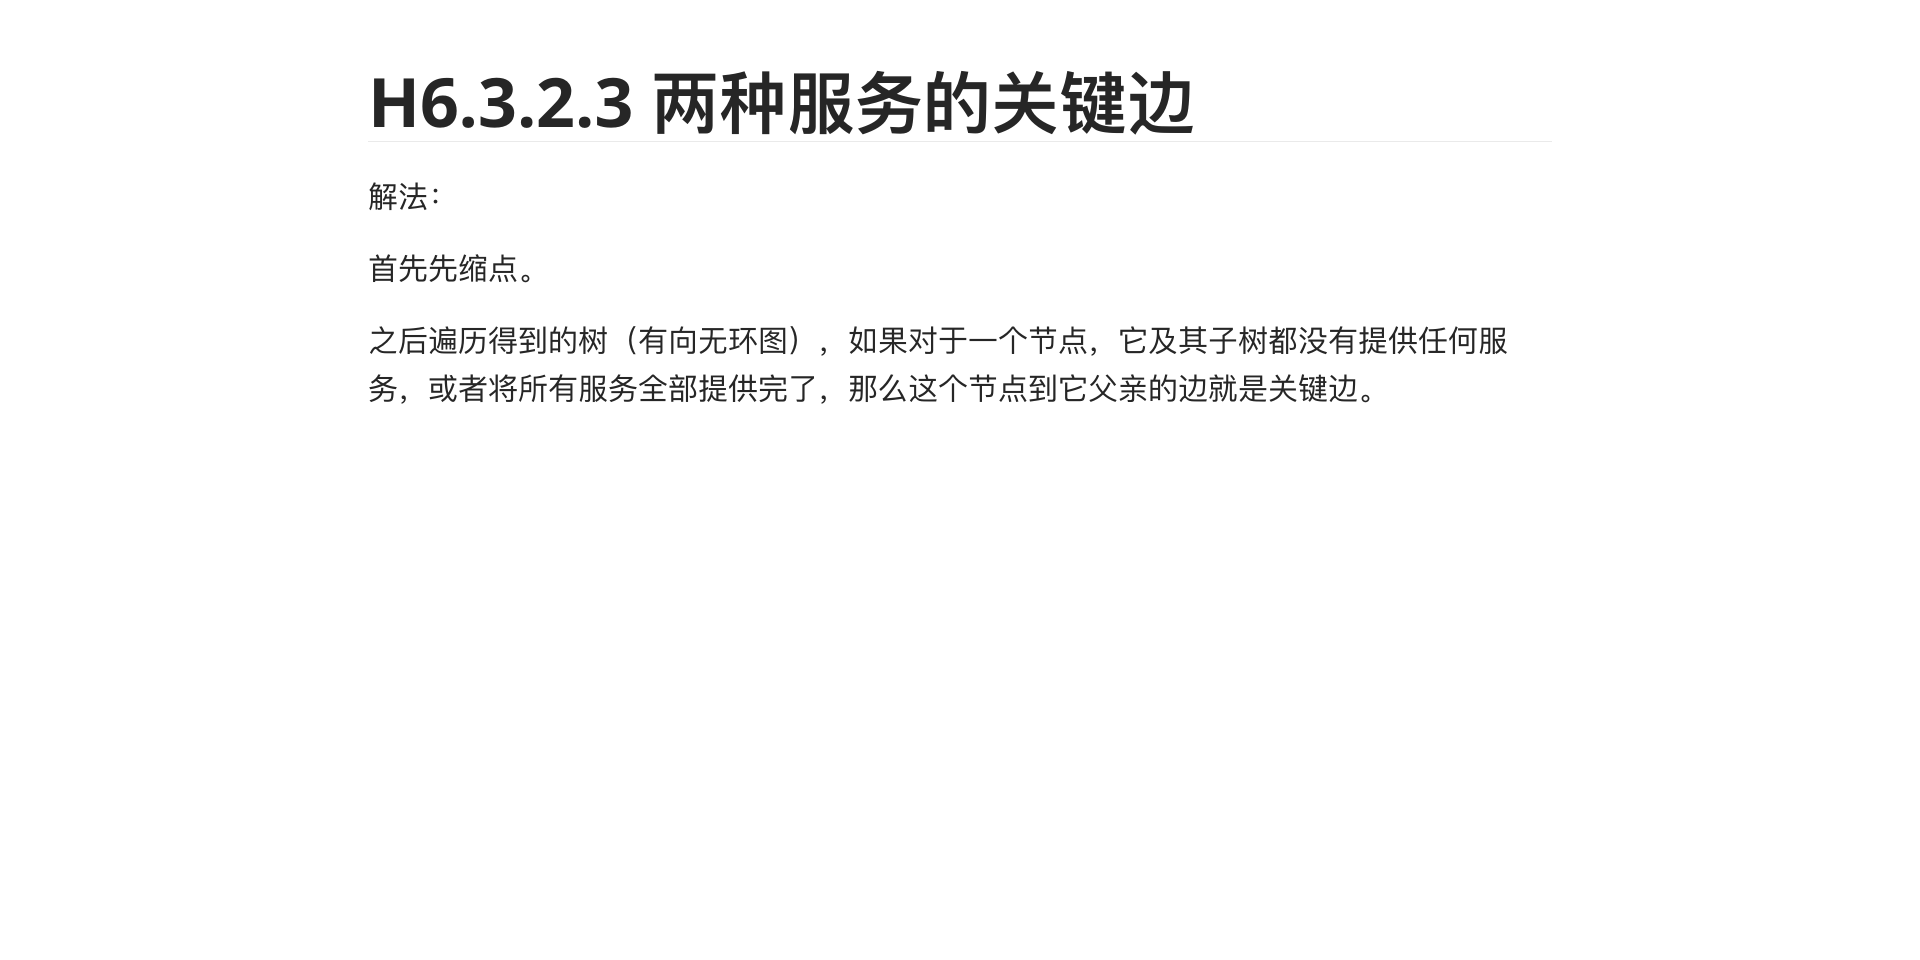 H6.3.2.3 两种服务的关键边
解法：
首先先缩点。
之后遍历得到的树（有向无环图），如果对于一个节点，它及其子树都没有提供任何服
务，或者将所有服务全部提供完了，那么这个节点到它父亲的边就是关键边。